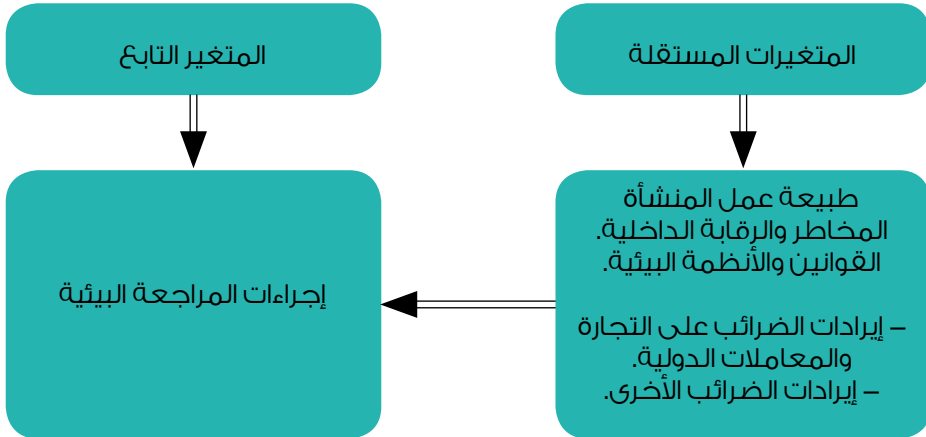 المتغيرات المستقلة
المتغير التابع
طبيعة عمل المنشأة
المخاطر والرقابة الداخلية.
القوانين والأنظمة البيئية.
– إيرادات الضرائب على التجارة
والمعاملات الدولية.
– إيرادات الضرائب الأخرى.
إجراءات المراجعة البيئية